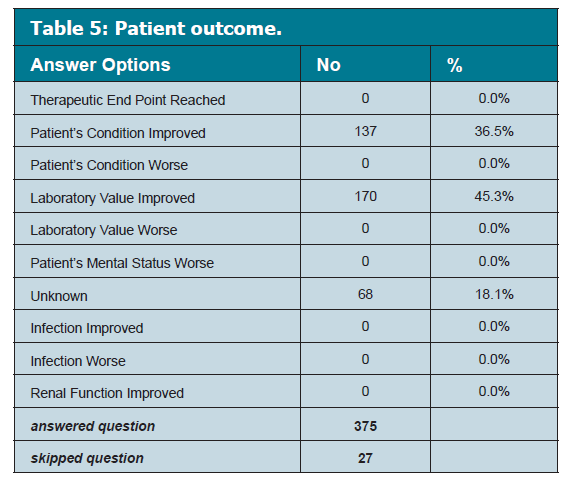 Table 5: Patient outcome.
Answer Options No %
Therapeutic End Point Reached 0 0.0%
Patient's Condition Improved 137 36.5%
Patient's Condition Worse 0 0.0%
Laboratory Value Improved 170 45.3%
Laboratory Value Worse 0 0.0%
Patient's Mental Status Worse 0 0.0%
Unknown 68 18.1%
Infection Improved 0 0.0%
Infection Worse 0 0.0%
Renal Function Improved 0 0.0%
answered question 375
skipped question 27